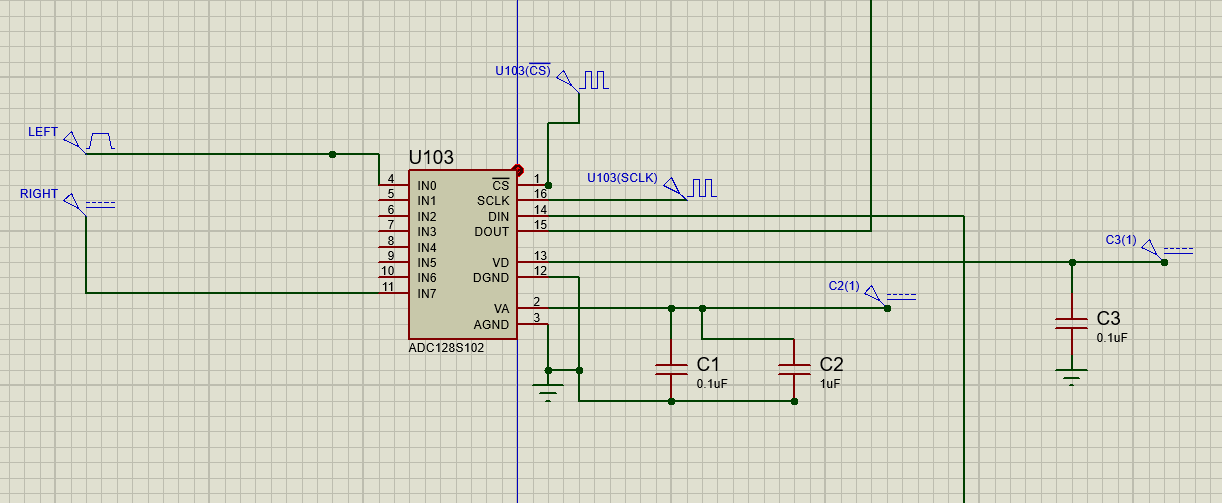 U103(CS)
LEFT
U103
RIGHT
U103(SCLK)
4 IN0 CS 1
5 IN1 SCLK 16
6 IN2 DIN 14
7 IN3 DOUT 15
8 IN4
9 IN5 VD 13
10 IN6 DGND 12
11 IN7
VA 2
AGND 3
ADC128S102
C3(1)
C2(1)
C3
0.1uF
C1
0.1uF
C2
1uF